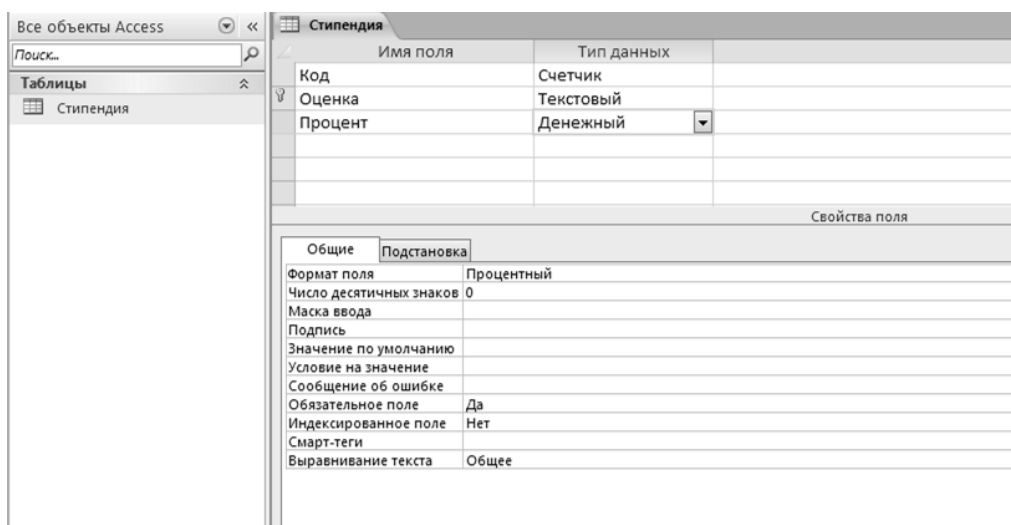 Все объекты Access
Поиск...
Таблицы
Стипендия
Стипендия
Имя поля Тип данных
Код Счетчик
Оценка Текстовый
Процент Денежный
Свойства поля
Общие Подстановка
Формат поля Процентный
Число десятичных знаков 0
Маска ввода
Подпись
Значение по умолчанию
Условие на значение
Сообщение об ошибке
Обязательное поле Да
Индексированное поле Нет
Смарт-теги
Выравнивание текста Общее